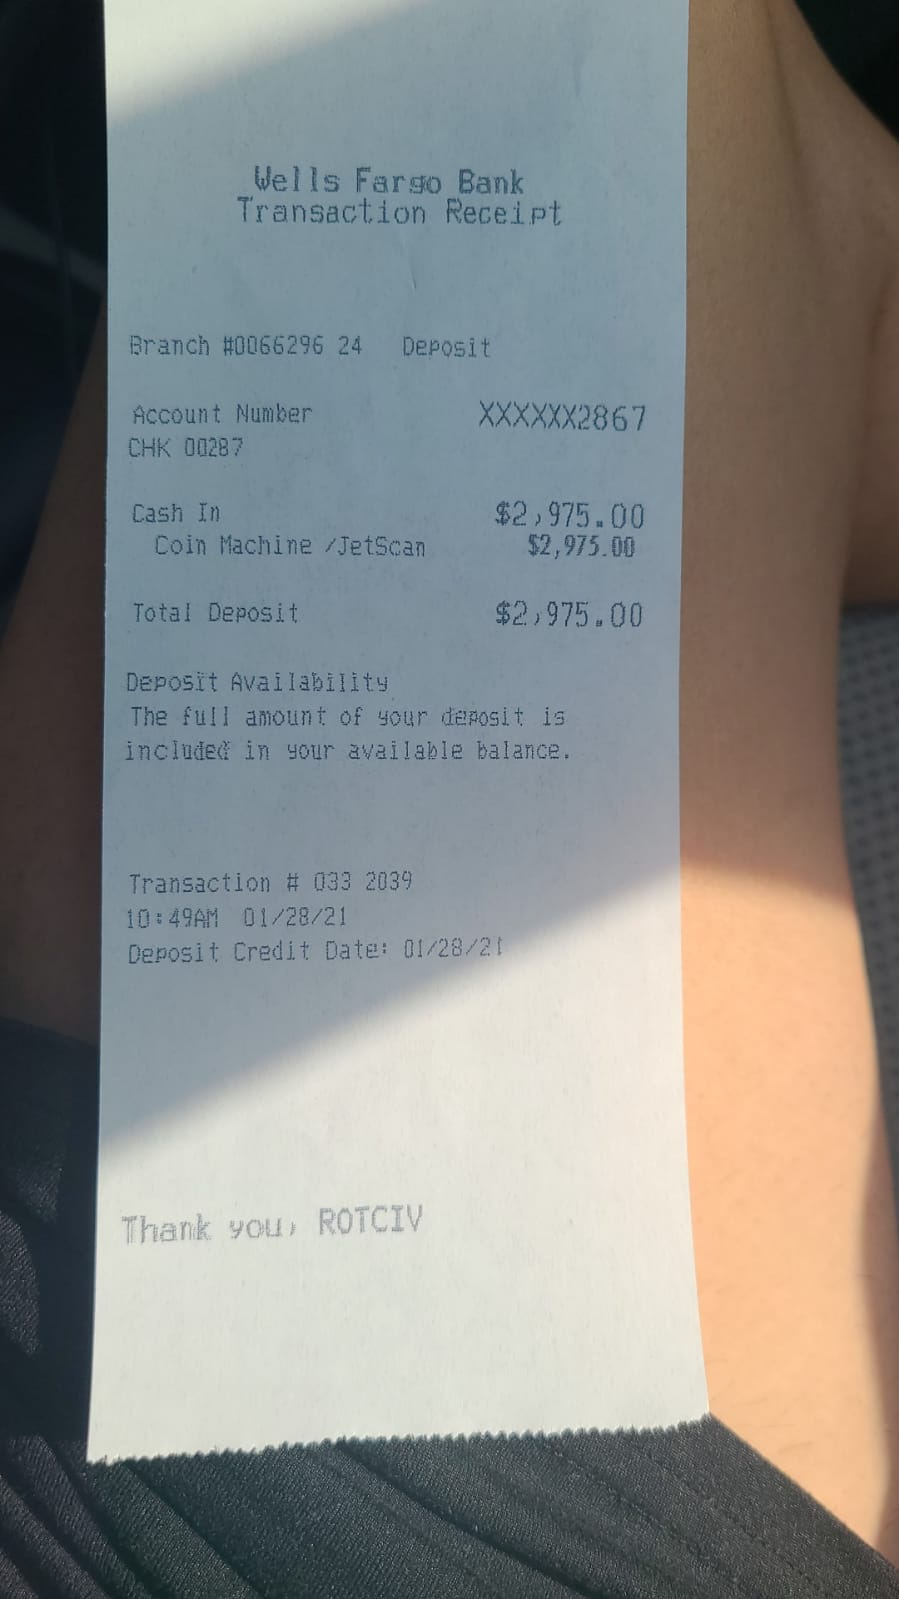 Wells Fargo Bank
Transaction Receipt
Branch #0066296 24 Deposit
Account Number XXXXXX2867
CHK 00287
Cash In $2,975.00
Coin Machine /JetScan $2,975.00
Total Deposit $2,975.00
Deposit Availability
The full amount of your deposit is
included in your available balance.
Transaction # 033 2039
10:49AM 01/28/21
Deposit Credit Date: 01/28/21
Thank you, ROTCIV